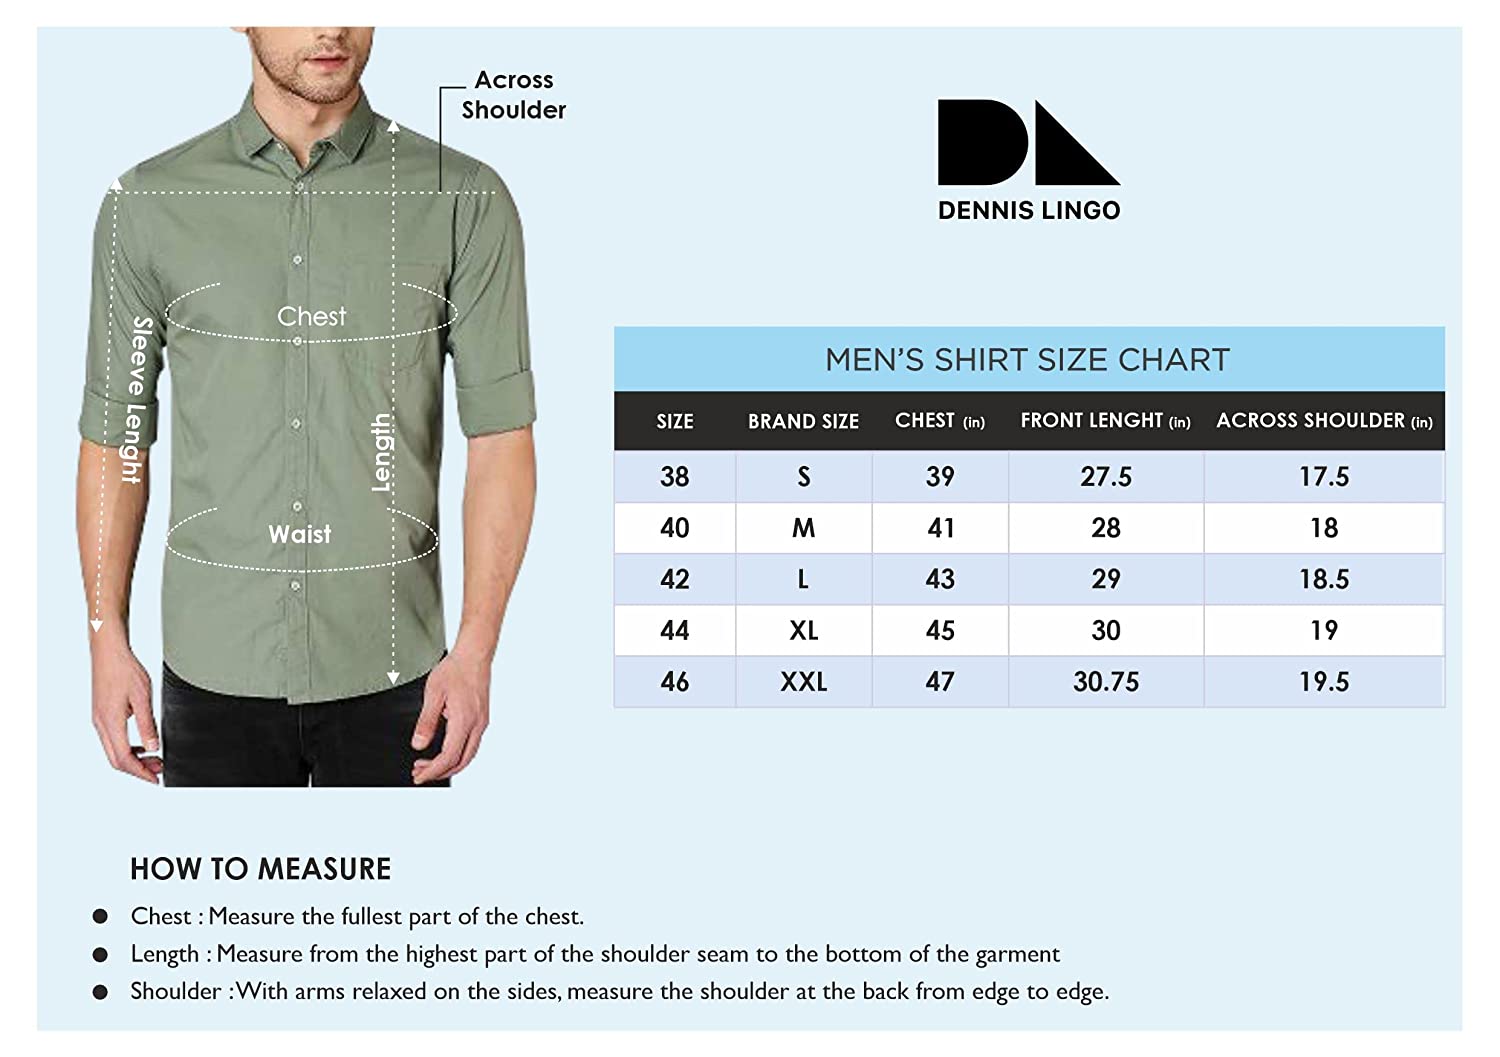 Across
Shoulder
Chest
Sleeve Lenght
Length
Waist
DENNIS LINGO
MEN'S SHIRT SIZE CHART
SIZE BRAND SIZE CHEST (in) FRONT LENGHT (in) ACROSS SHOULDER (in)
38 S 39 27.5 17.5
40 M 41 28 18
42 L 43 29 18.5
44 XL 45 30 19
46 XXL 47 30.75 19.5
HOW TO MEASURE
● Chest : Measure the fullest part of the chest.
● Length : Measure from the highest part of the shoulder seam to the bottom of the garment
● Shoulder :With arms relaxed on the sides, measure the shoulder at the back from edge to edge.